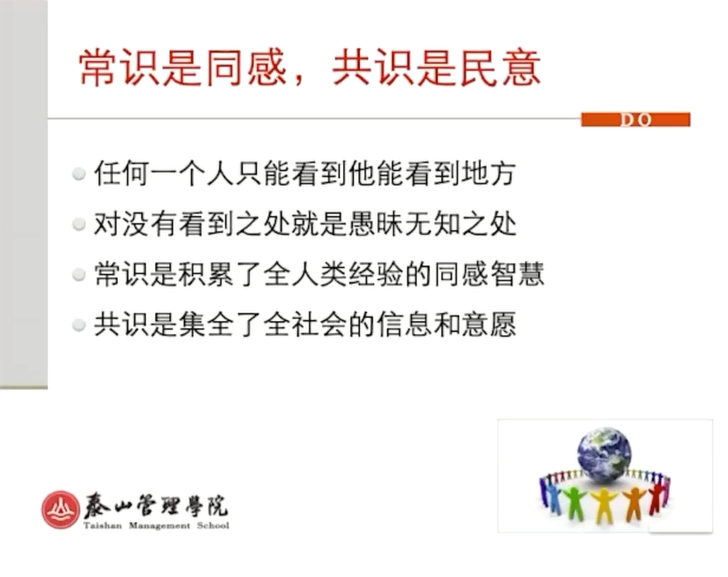 常识是同感，共识是民意
DO
任何一个人只能看到他能看到地方
对没有看到之处就是愚昧无知之处
常识是积累了全人类经验的同感智慧
共识是集全了全社会的信息和意愿
泰山管理學院
Taishan Management School